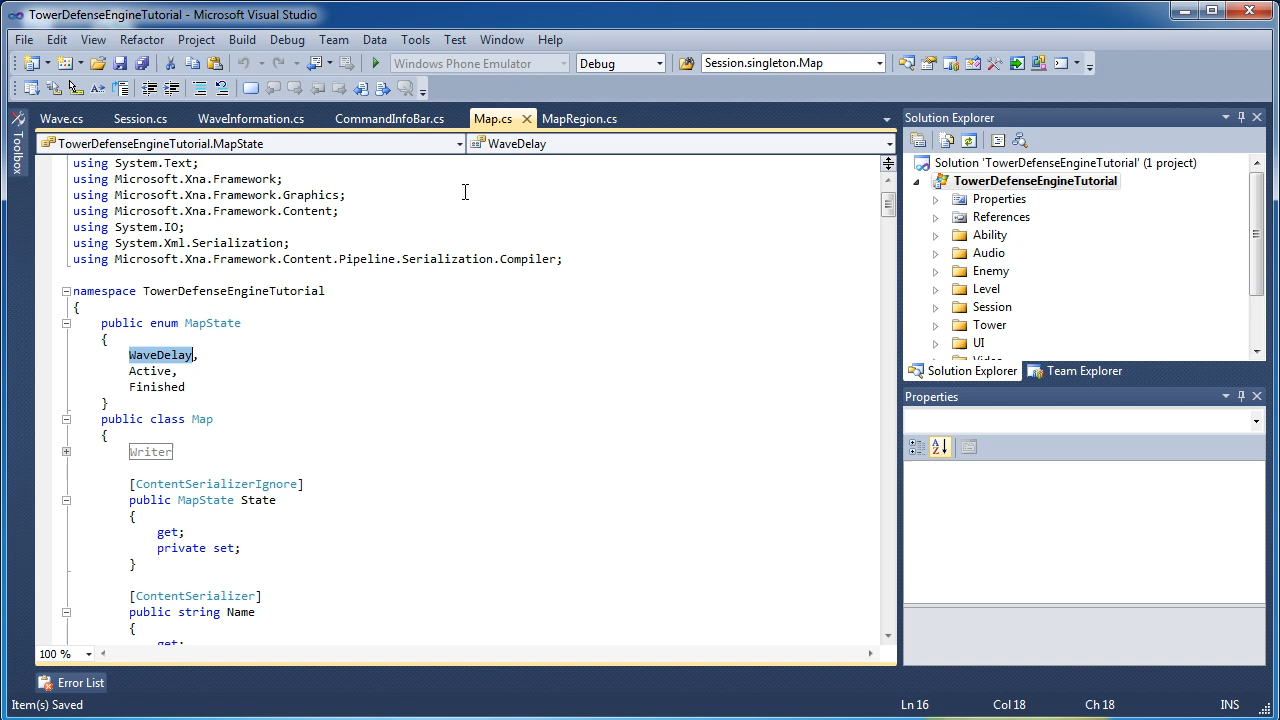 TowerDefenseEngineTutorial - Microsoft Visual Studio
File Edit View Refactor Project Build Debug Team Data Tools Test Window Help
Windows Phone Emulator Debug Session.singleton.Map
Wave.cs Session.cs WaveInformation.cs CommandInfoBar.cs Map.cs MapRegion.cs
TowerDefenseEngineTutorial.MapState WaveDelay
Toolbox
using System.Text;
using Microsoft.Xna.Framework;
using Microsoft.Xna.Framework.Graphics;
using Microsoft.Xna.Framework.Content;
using System.IO;
using System.Xml.Serialization;
using Microsoft.Xna.Framework.Content.Pipeline.Serialization.Compiler;
namespace TowerDefenseEngineTutorial
{
public enum MapState
{
WaveDelay,
Active,
Finished
}
public class Map
{
Writer
[ContentSerializerIgnore]
public MapState State
{
get;
private set;
}
[ContentSerializer]
public string Name
{
get;
100 %
Solution Explorer
Solution 'TowerDefenseEngineTutorial' (1 project)
TowerDefenseEngineTutorial
Properties
References
Ability
Audio
Enemy
Level
Session
Tower
UI
Video
Solution Explorer Team Explorer
Properties
Error List
Item(s) Saved Ln 16 Col 18 Ch 18 INS